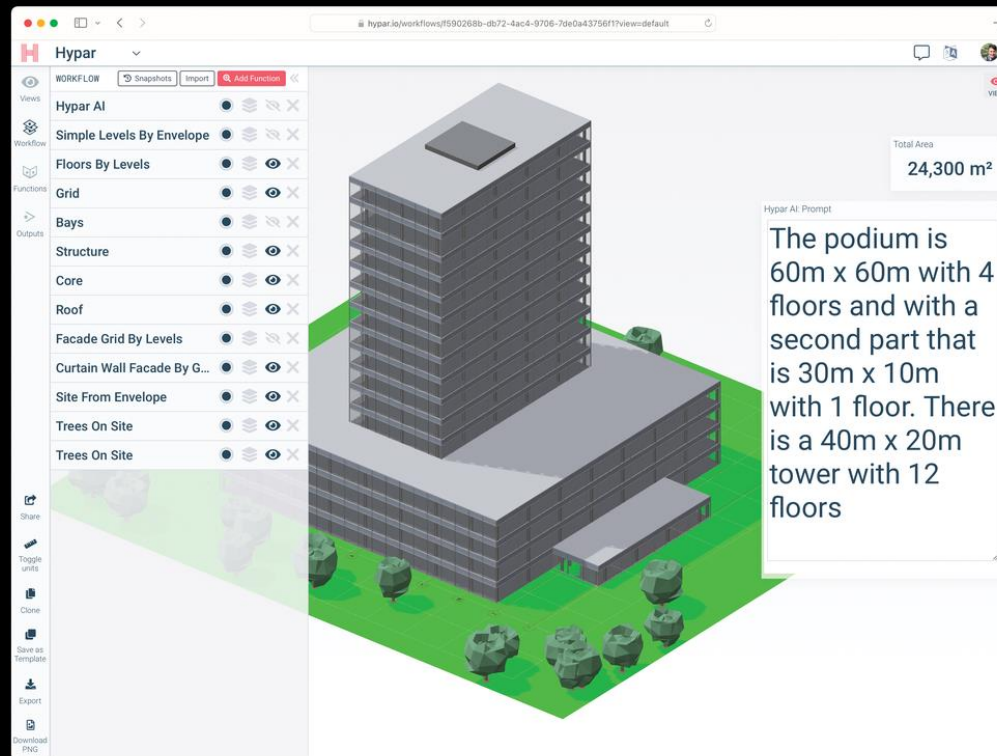 hypar.io/workflows/f590268b-db72-4ac4-9706-7de0a43756f1?view=default
Hypar
WORKFLOW Snapshots Import Add Function
Views
Hypar AI
Simple Levels By Envelope
Workflow
Floors By Levels
Functions
Grid
Bays
Outputs
Structure
Core
Roof
Facade Grid By Levels
Curtain Wall Facade By G...
Site From Envelope
Trees On Site
Trees On Site
Share
Toggle
units
Clone
Save as
Template
Export
Download
PNG
Total Area
24,300 m²
Hypar AI: Prompt
The podium is
60m x 60m with 4
floors and with a
second part that
is 30m x 10m
with 1 floor. There
is a 40m x 20m
tower with 12
floors